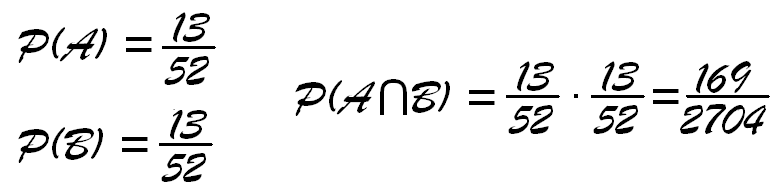 P(A) = 13/52
P(B) = 13/52
P(A∩B) = 13/52 · 13/52 = 169/2704